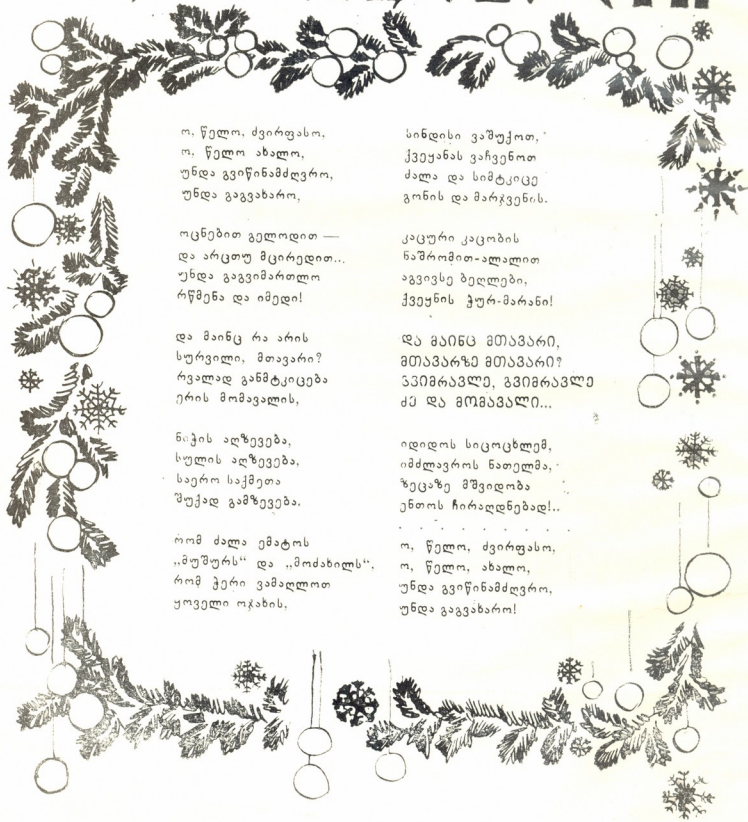 ო, წელო, ძვირფასო,
ო, წელო ახალო,
უნდა გვიწინამძღვრო,
უნდა გაგვახარო,
ოცნებით გელოდით —
და არცთუ მცირედით...
უნდა გაგვიმართლო
რწმენა და იმედი!
და მაინც რა არის
სურვილი, მთავარი?
რვალად განმტკიცება
ერის მომავალის,
ნიჭის აღზევება,
სულის აღზევება,
საერო საქმეთა
შუქად გამზევება.
რომ ძალა ემატოს
„მუშურს“ და „მოძახილს“,
რომ ჭერი ვამაღლოთ
ყოველი ოჯახის,
სინდისი ვაშუქოთ,
ქვეყანას ვაჩვენოთ
ძალა და სიმტკიცე
გონის და მარჯვენის.
კაცური კაცობის
ნაშრომით-ალალით
აგვივსე ბეღლები,
ქვეყნის ჭურ-მარანი!
და მაინც მთავარი,
მთავარზე მთავარი?
გვიმრავლე, გვიმრავლე
ძე და მომავალი...
იდიდოს სიცოცხლემ,
იმძლავროს ნათელმა,
ზეცაზე მშვიდობა
ენთოს ჩირაღდნებად!..
. . . . . . . . . .
ო, წელო, ძვირფასო,
ო, წელო, ახალო,
უნდა გვიწინამძღვრო,
უნდა გაგვახარო!